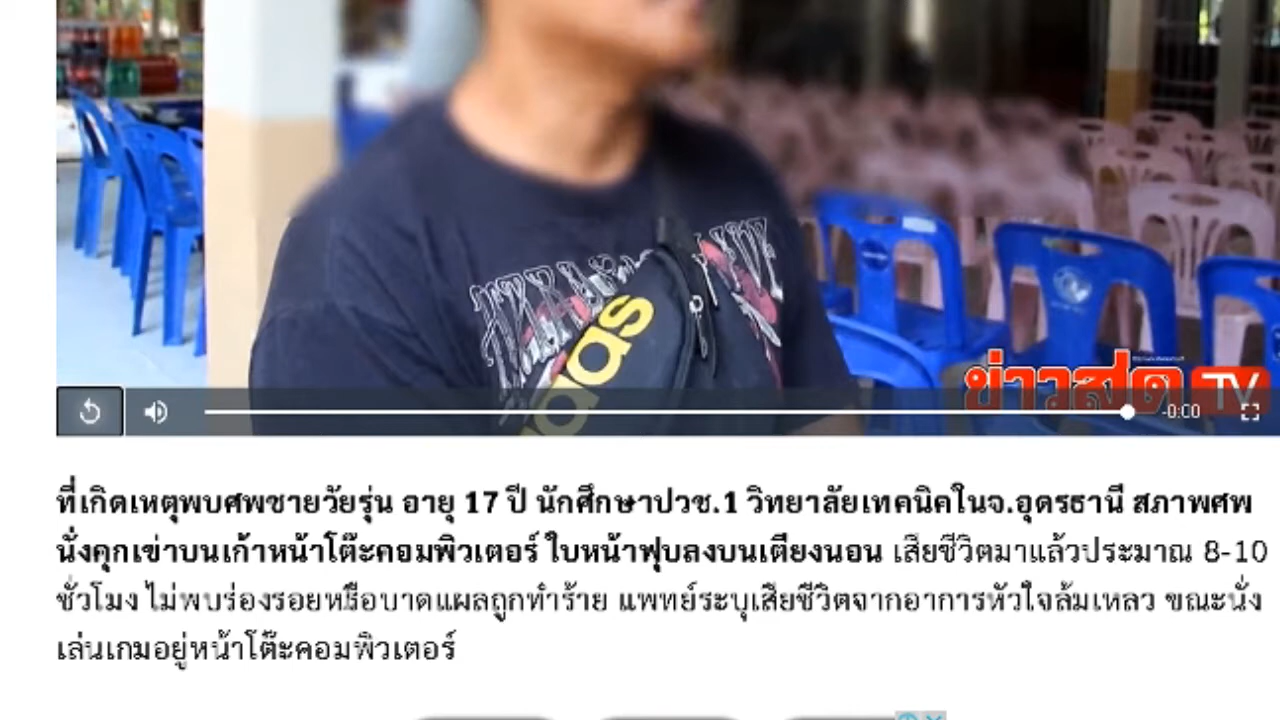 das
ข่าวสด TV
-0:00
ที่เกิดเหตุพบศพชายวัยรุ่น อายุ 17 ปี นักศึกษาปวช.1 วิทยาลัยเทคนิคในจ.อุดรธานี สภาพศพ
นั่งคุกเข่าบนเก้าหน้าโต๊ะคอมพิวเตอร์ ใบหน้าฟุบลงบนเตียงนอน เสียชีวิตมาแล้วประมาณ 8-10
ชั่วโมง ไม่พบร่องรอยหรือบาดแผลถูกทำร้าย แพทย์ระบุเสียชีวิตจากอาการหัวใจล้มเหลว ขณะนั่ง
เล่นเกมอยู่หน้าโต๊ะคอมพิวเตอร์